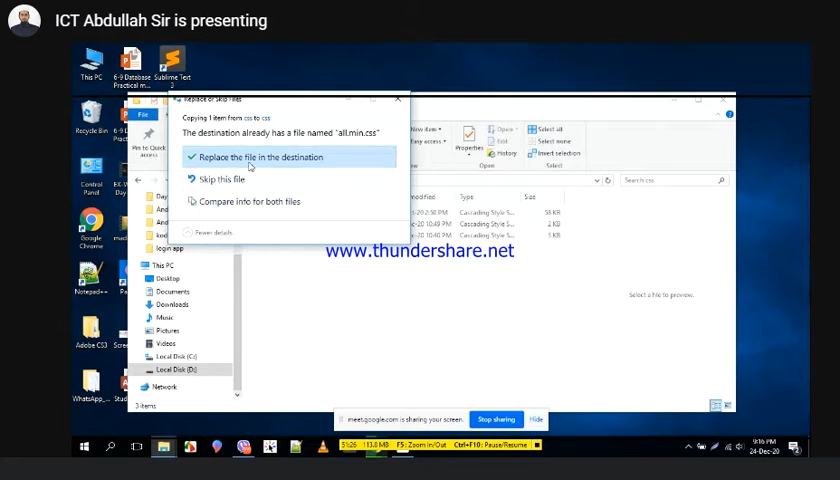 ICT Abdullah Sir is presenting
This PC
6-9 Database
Practical m...
Sublime Text
3
Replace or Skip Files
Copying 1 item from css to css
The destination already has a file named "all.min.css"
Replace the file in the destination
Skip this file
Compare info for both files
Fewer details
File
Pin to Quick
access
Properties
Open
Edit
History
Open
Select all
Select none
Invert selection
Select
Search css
Type
Size
Cascading Style S...
58 KB
Cascading Style S...
2 KB
Cascading Style S...
3 KB
www.thundershare.net
Select a file to preview.
Recycle Bin
Control
Panel
Google
Chrome
Notepad++
Adobe CS3
WhatsApp_...
login app
This PC
Desktop
Documents
Downloads
Music
Pictures
Videos
Local Disk (C:)
Local Disk (D:)
Network
3 items
meet.google.com is sharing your screen.
Stop sharing
Hide
51:26 113.8 MB F5: Zoom In/Out Ctrl+F10: Pause/Resume
9:16 PM
24-Dec-20